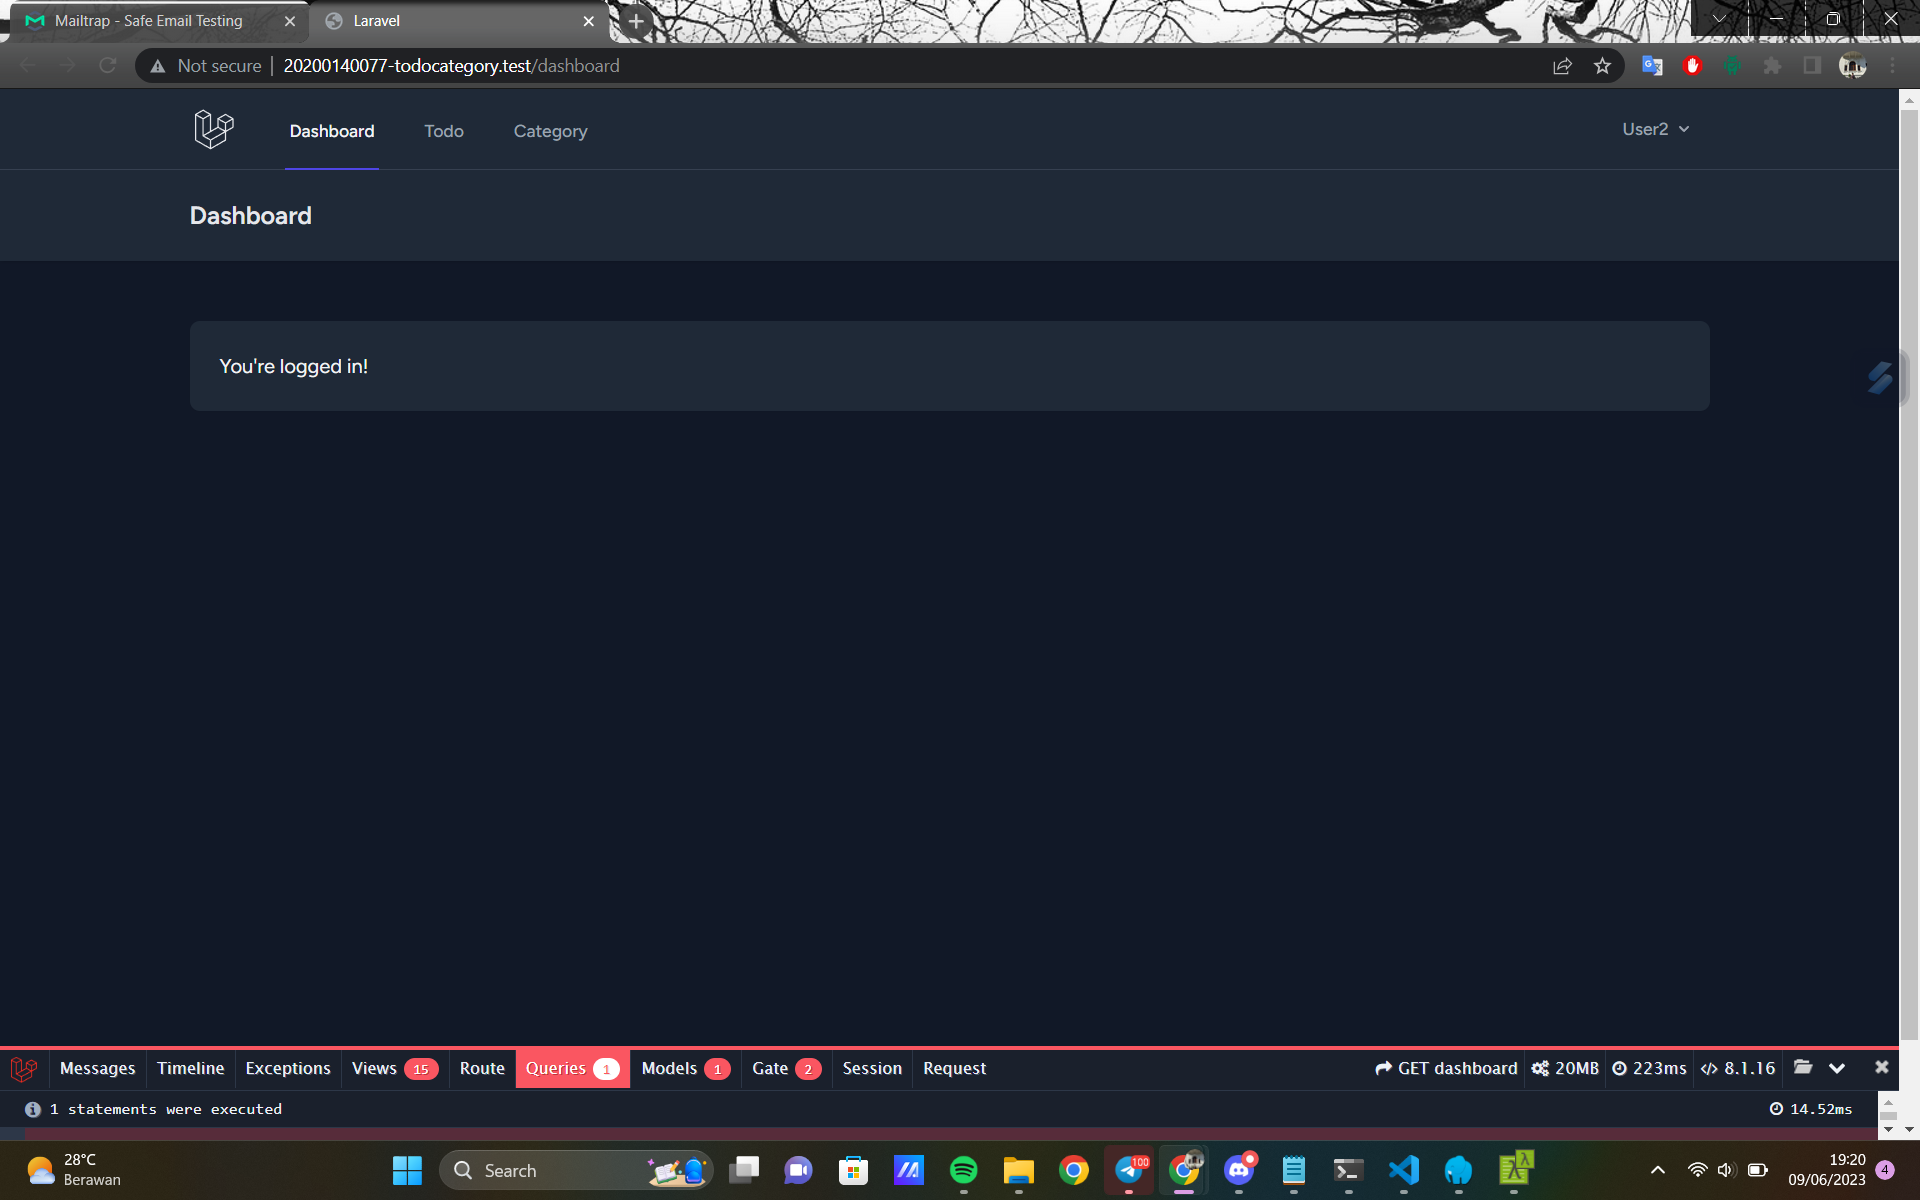 Mailtrap - Safe Email Testing
Laravel
Not secure
20200140077-todocategory.test/dashboard
Dashboard
Todo
Category
User2
Dashboard
You're logged in!
Messages
Timeline
Exceptions
Views 15
Route
Queries 1
Models 1
Gate 2
Session
Request
GET dashboard
20MB
223ms
8.1.16
1 statements were executed
14.52ms
28°C
Berawan
Search
100
19:20
09/06/2023
4